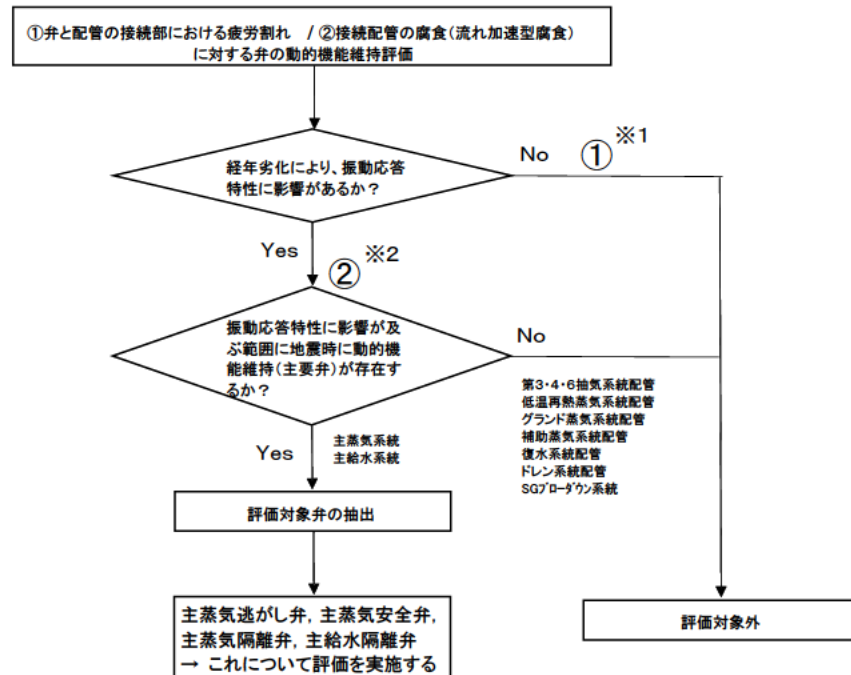 ①弁と配管の接続部における疲労割れ /②接続配管の腐食(流れ加速型腐食)
に対する弁の動的機能維持評価
経年劣化により、振動応答
特性に影響があるか?
No ①※1
Yes ②※2
振動応答特性に影響が及
ぶ範囲に地震時に動的機
能維持(主要弁)が存在す
るか?
No
第3・4・6抽気系統配管
低温再熱蒸気系統配管
グランド蒸気系統配管
補助蒸気系統配管
復水系統配管
ドレン系統配管
SGブローダウン系統
Yes
主蒸気系統
主給水系統
評価対象弁の抽出
主蒸気逃がし弁,主蒸気安全弁,
主蒸気隔離弁,主給水隔離弁
→ これについて評価を実施する
評価対象外